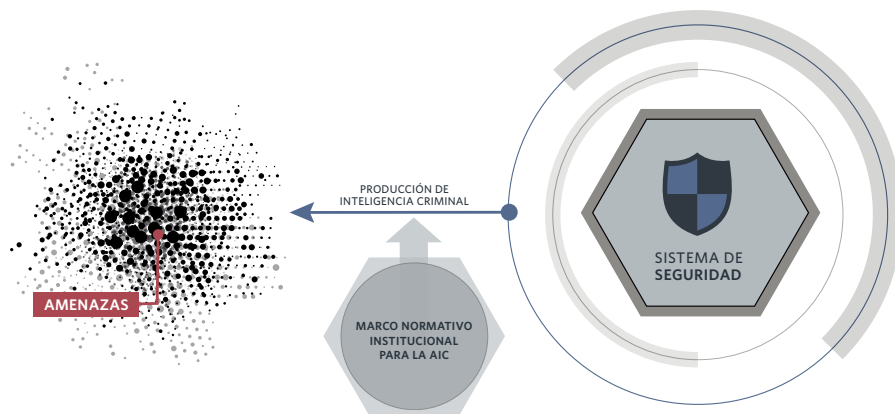 PRODUCCIÓN DE
INTELIGENCIA CRIMINAL
SISTEMA DE
SEGURIDAD
AMENAZAS
MARCO NORMATIVO
INSTITUCIONAL
PARA LA AIC